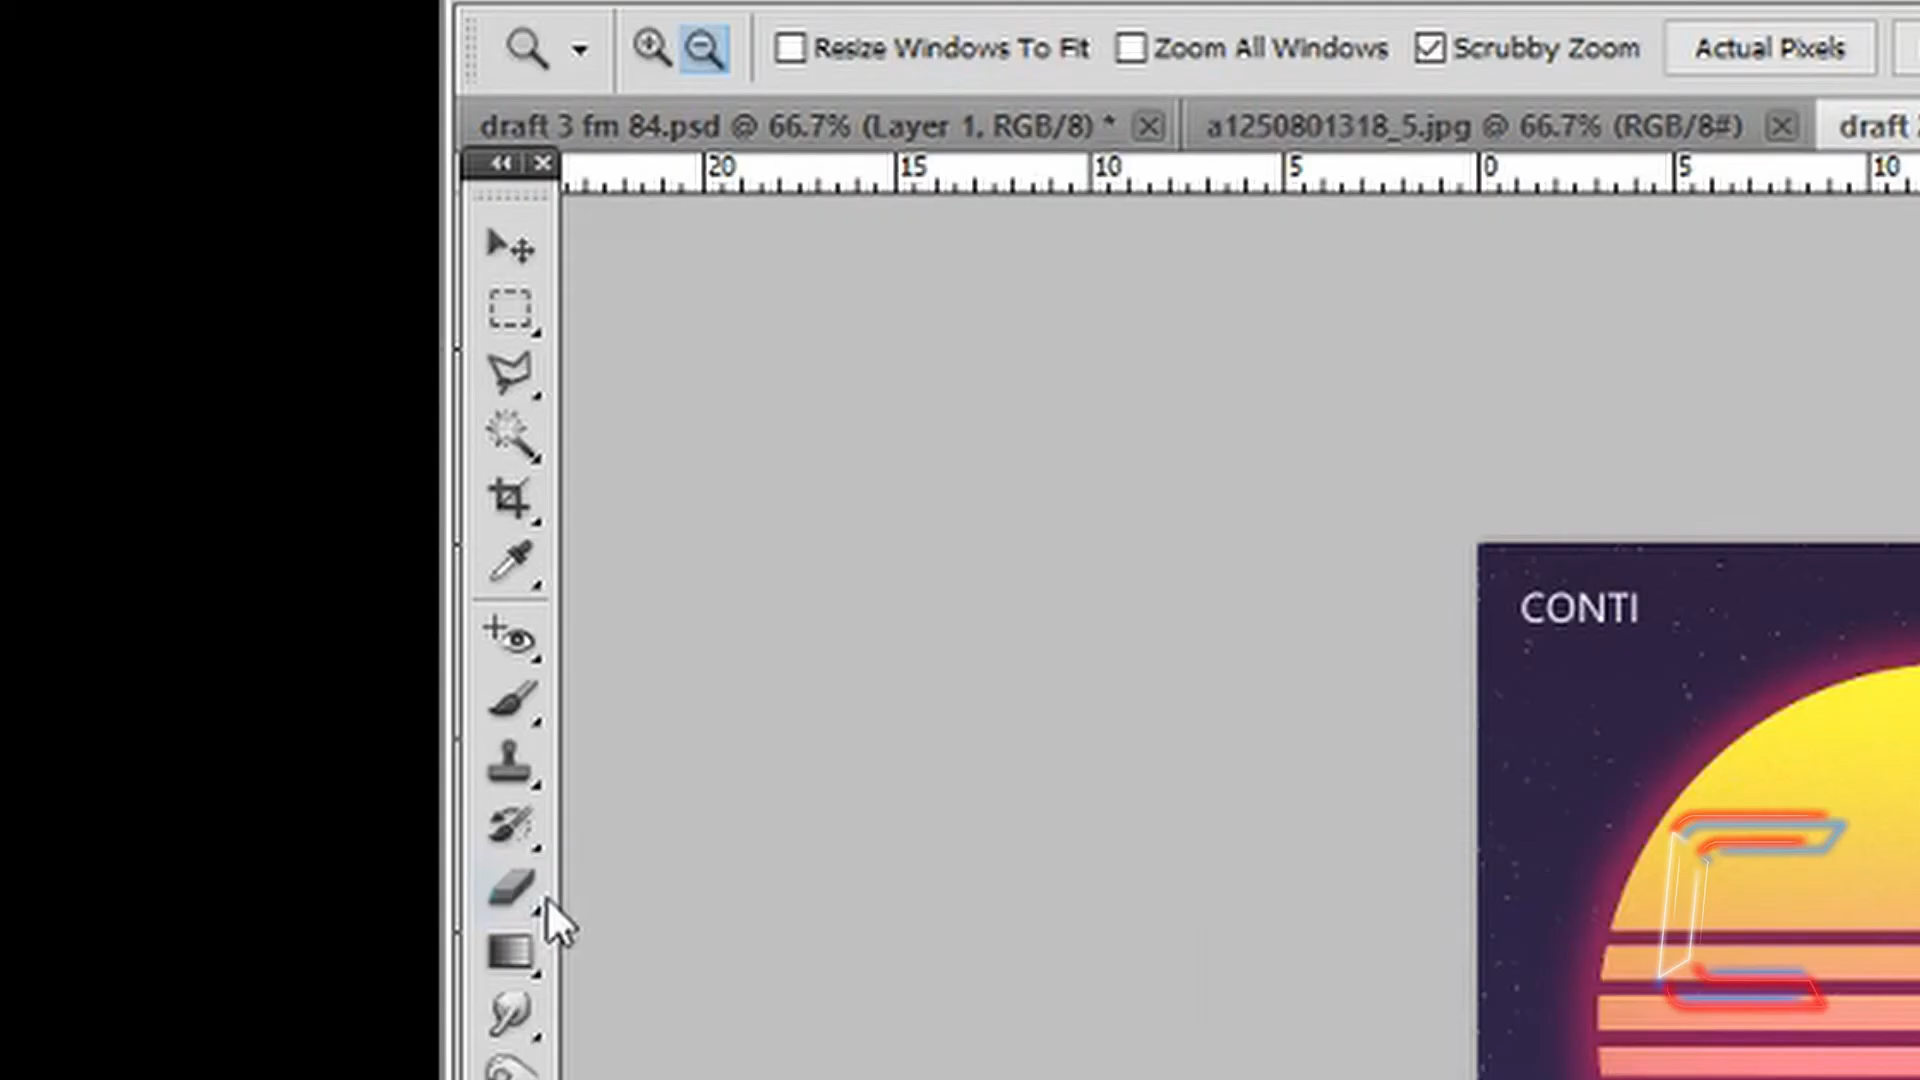 Resize Windows To Fit Zoom All Windows Scrubby Zoom Actual Pixels
draft 3 fm 84.psd @ 66.7% (Layer 1, RGB/8) * a1250801318_5.jpg @ 66.7% (RGB/8#) draft
20 15 10 5 0 5 10
CONTI